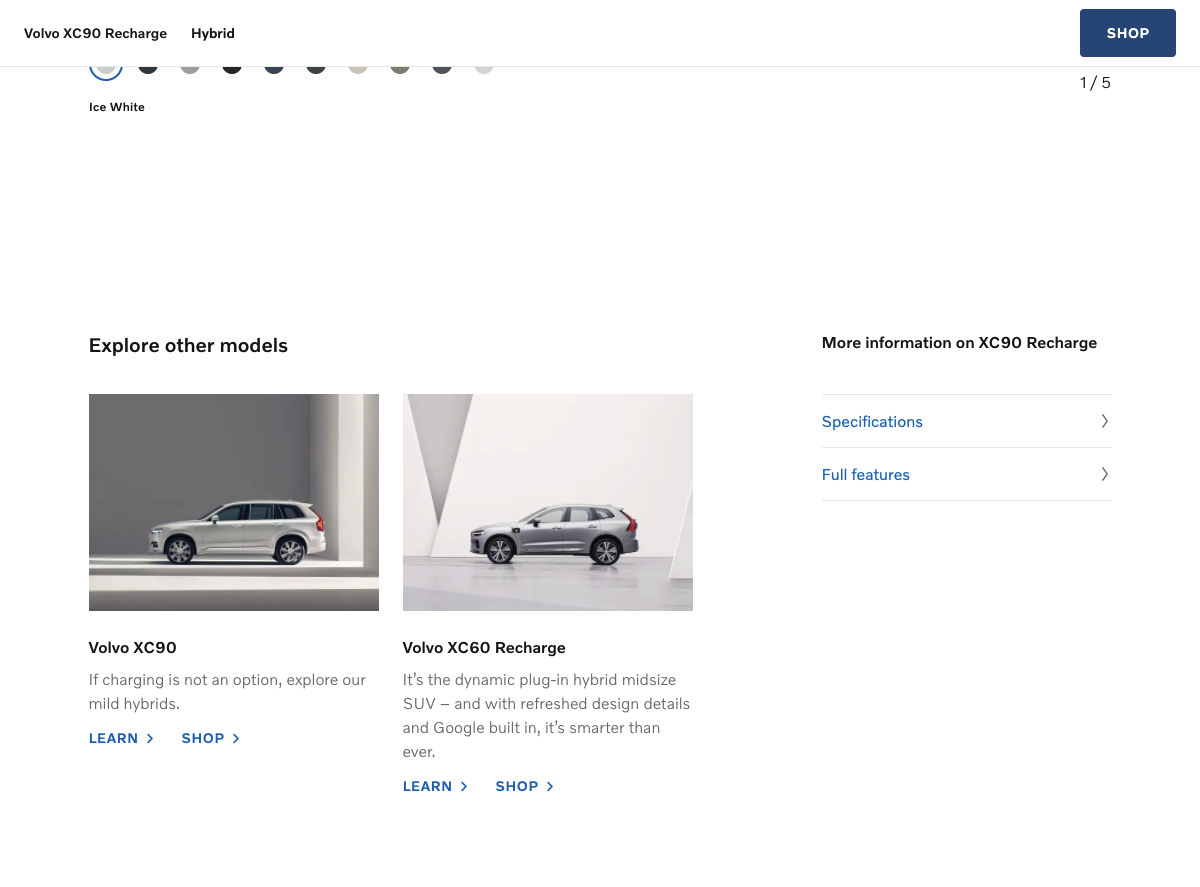 Volvo XC90 Recharge
Hybrid
SHOP
1 / 5
Ice White
Explore other models
More information on XC90 Recharge
Specifications
Full features
Volvo XC90
If charging is not an option, explore our
mild hybrids.
LEARN
SHOP
Volvo XC60 Recharge
It’s the dynamic plug-in hybrid midsize
SUV – and with refreshed design details
and Google built in, it’s smarter than
ever.
LEARN
SHOP